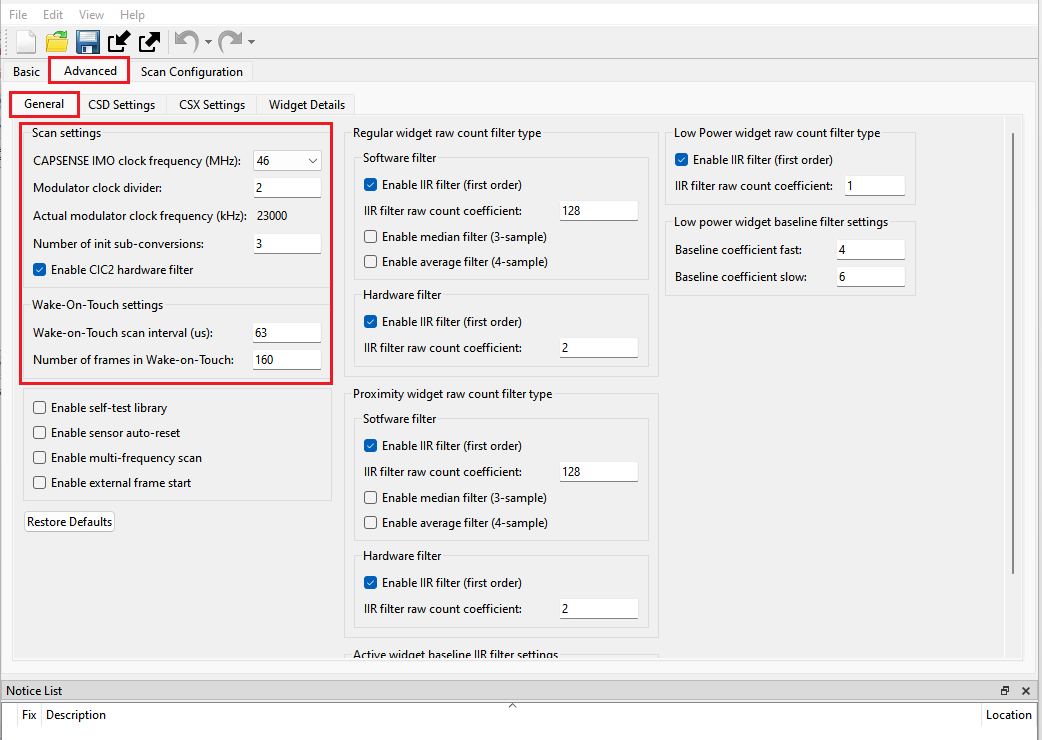 File Edit View Help
Basic Advanced Scan Configuration
General CSD Settings CSX Settings Widget Details
Scan settings
CAPSENSE IMO clock frequency (MHz): 46
Modulator clock divider: 2
Actual modulator clock frequency (kHz): 23000
Number of init sub-conversions: 3
Enable CIC2 hardware filter
Wake-On-Touch settings
Wake-on-Touch scan interval (us): 63
Number of frames in Wake-on-Touch: 160
Enable self-test library
Enable sensor auto-reset
Enable multi-frequency scan
Enable external frame start
Restore Defaults
Regular widget raw count filter type
Software filter
Enable IIR filter (first order)
IIR filter raw count coefficient: 128
Enable median filter (3-sample)
Enable average filter (4-sample)
Hardware filter
Enable IIR filter (first order)
IIR filter raw count coefficient: 2
Proximity widget raw count filter type
Sotfware filter
Enable IIR filter (first order)
IIR filter raw count coefficient: 128
Enable median filter (3-sample)
Enable average filter (4-sample)
Hardware filter
Enable IIR filter (first order)
IIR filter raw count coefficient: 2
Active widget baseline IIR filter settings
Low Power widget raw count filter type
Enable IIR filter (first order)
IIR filter raw count coefficient: 1
Low power widget baseline filter settings
Baseline coefficient fast: 4
Baseline coefficient slow: 6
Notice List
Fix Description Location